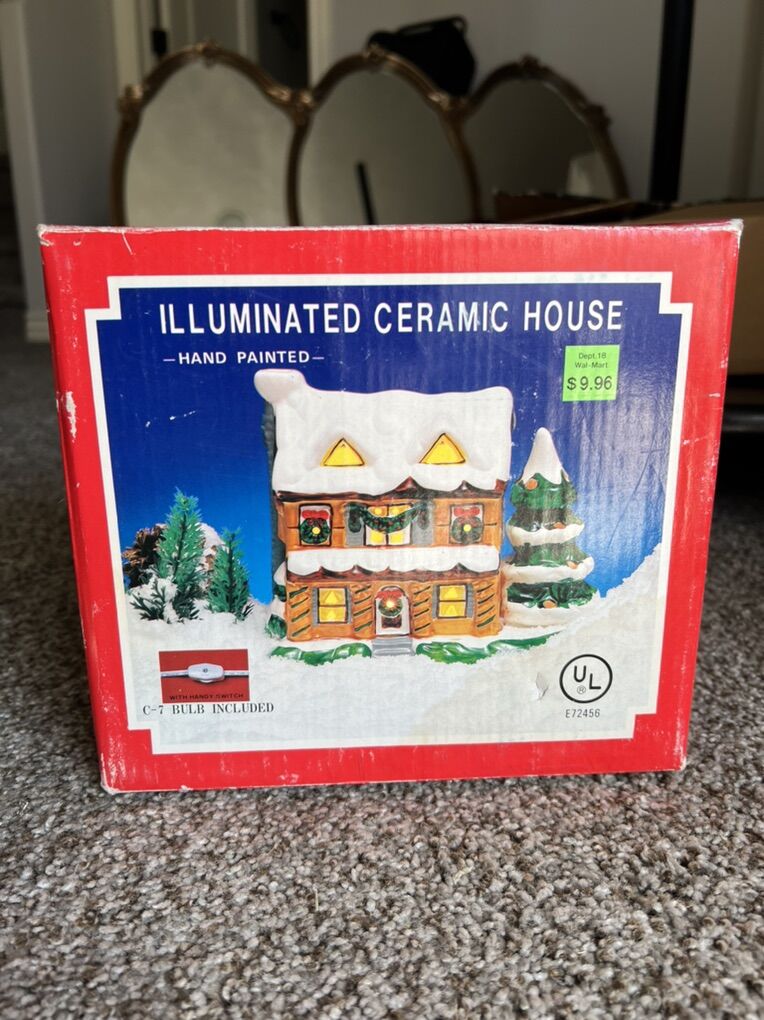 ILLUMINATED CERAMIC HOUSE
—HAND PAINTED—
Dept.18
Wal-Mart
$9.96
WITH HANDY SWITCH
C-7 BULB INCLUDED
UL
®
E72456